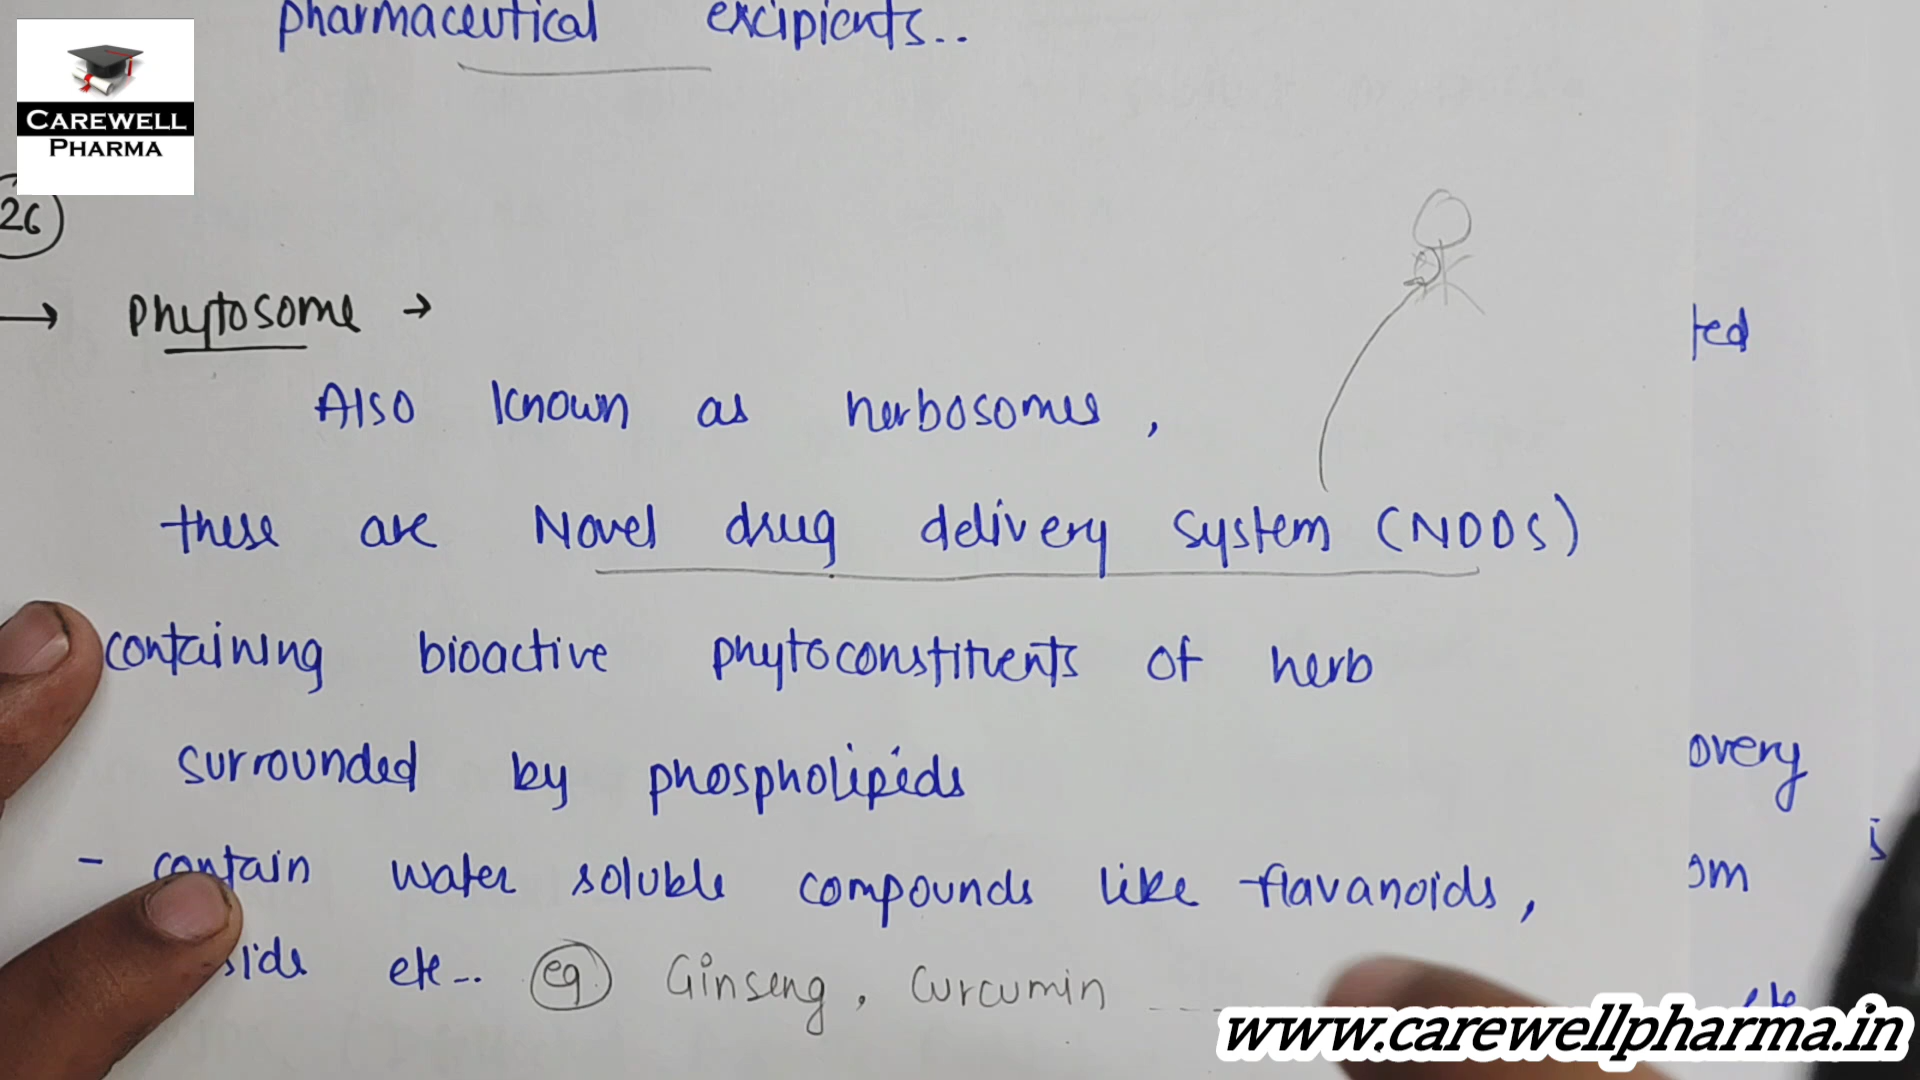 pharmaceutical excipients..
CAREWELL
PHARMA
26
→ Phytosome →
ted
Also known as herbosomes ,
these are Novel drug delivery system (NDDS)
containing bioactive phytoconstituents of herb
surrounded by phospholipids
overy
- contain water soluble compounds like flavanoids,
om is
etc.. eg Ginseng, Curcumin ----
www.carewellpharma.in